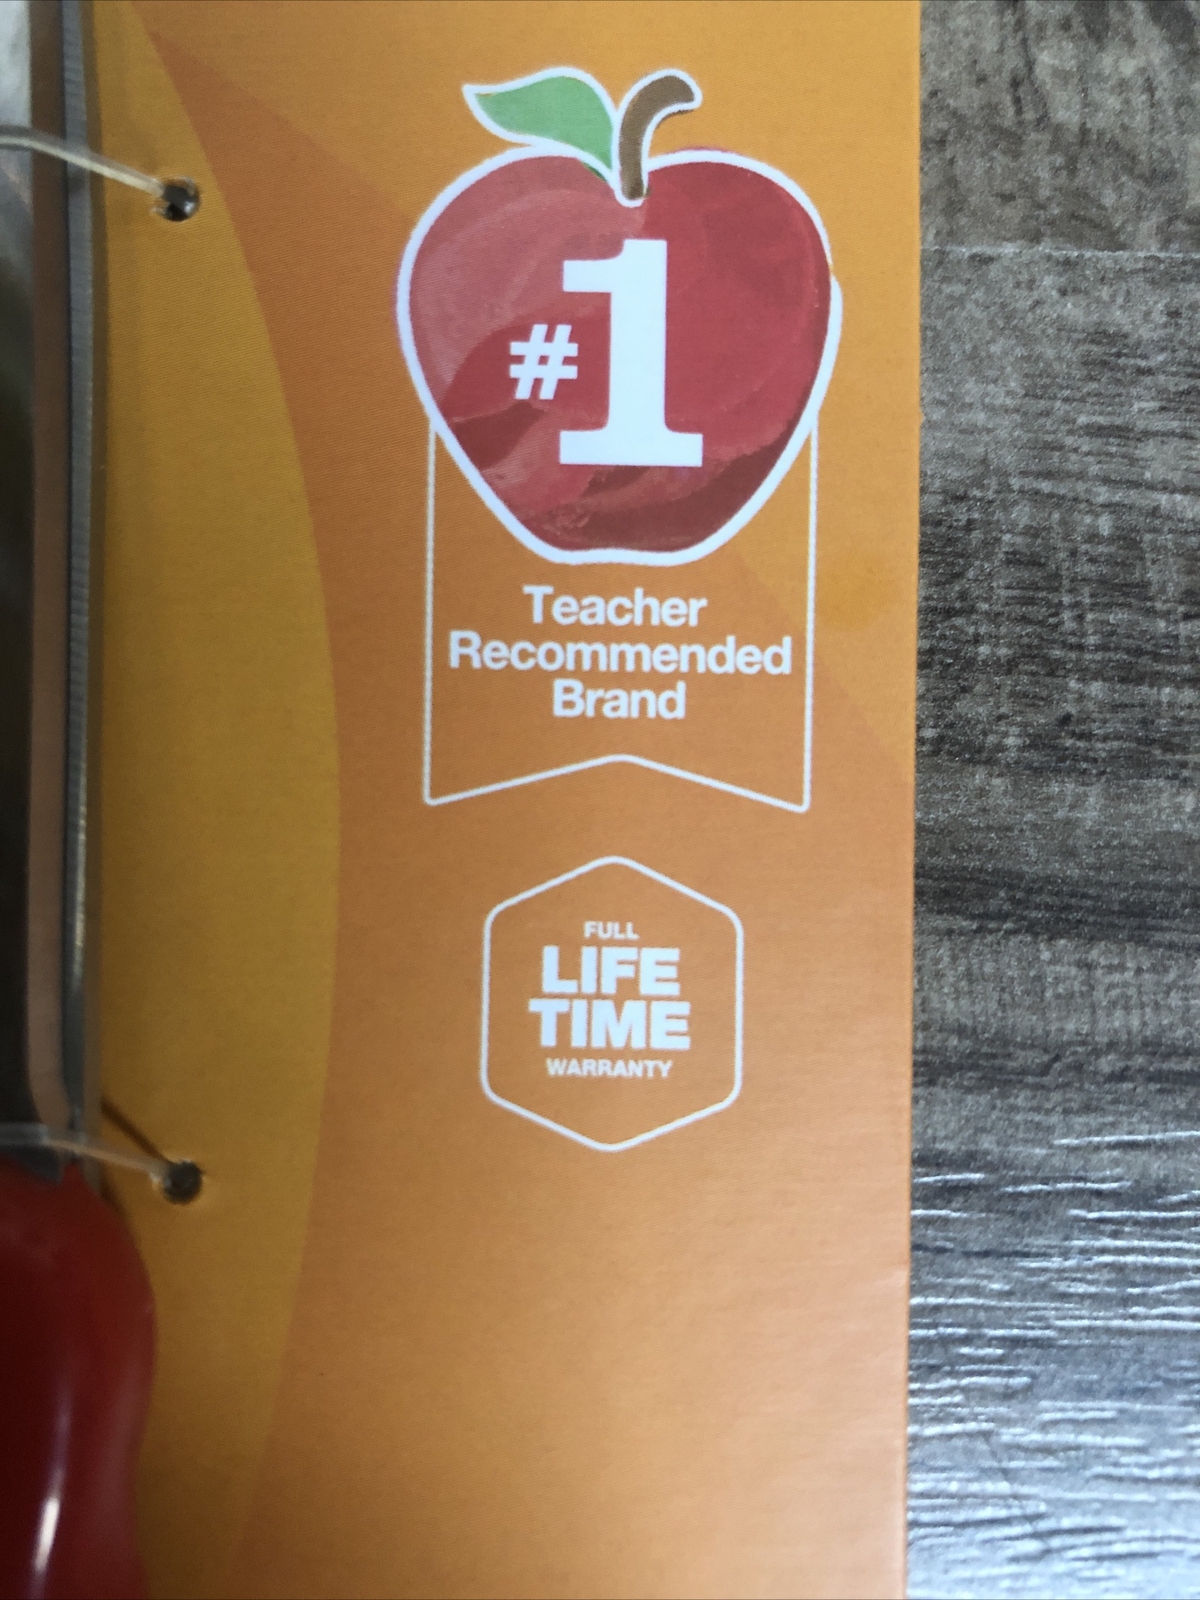 #1
Teacher
Recommended
Brand
FULL
LIFE
TIME
WARRANTY